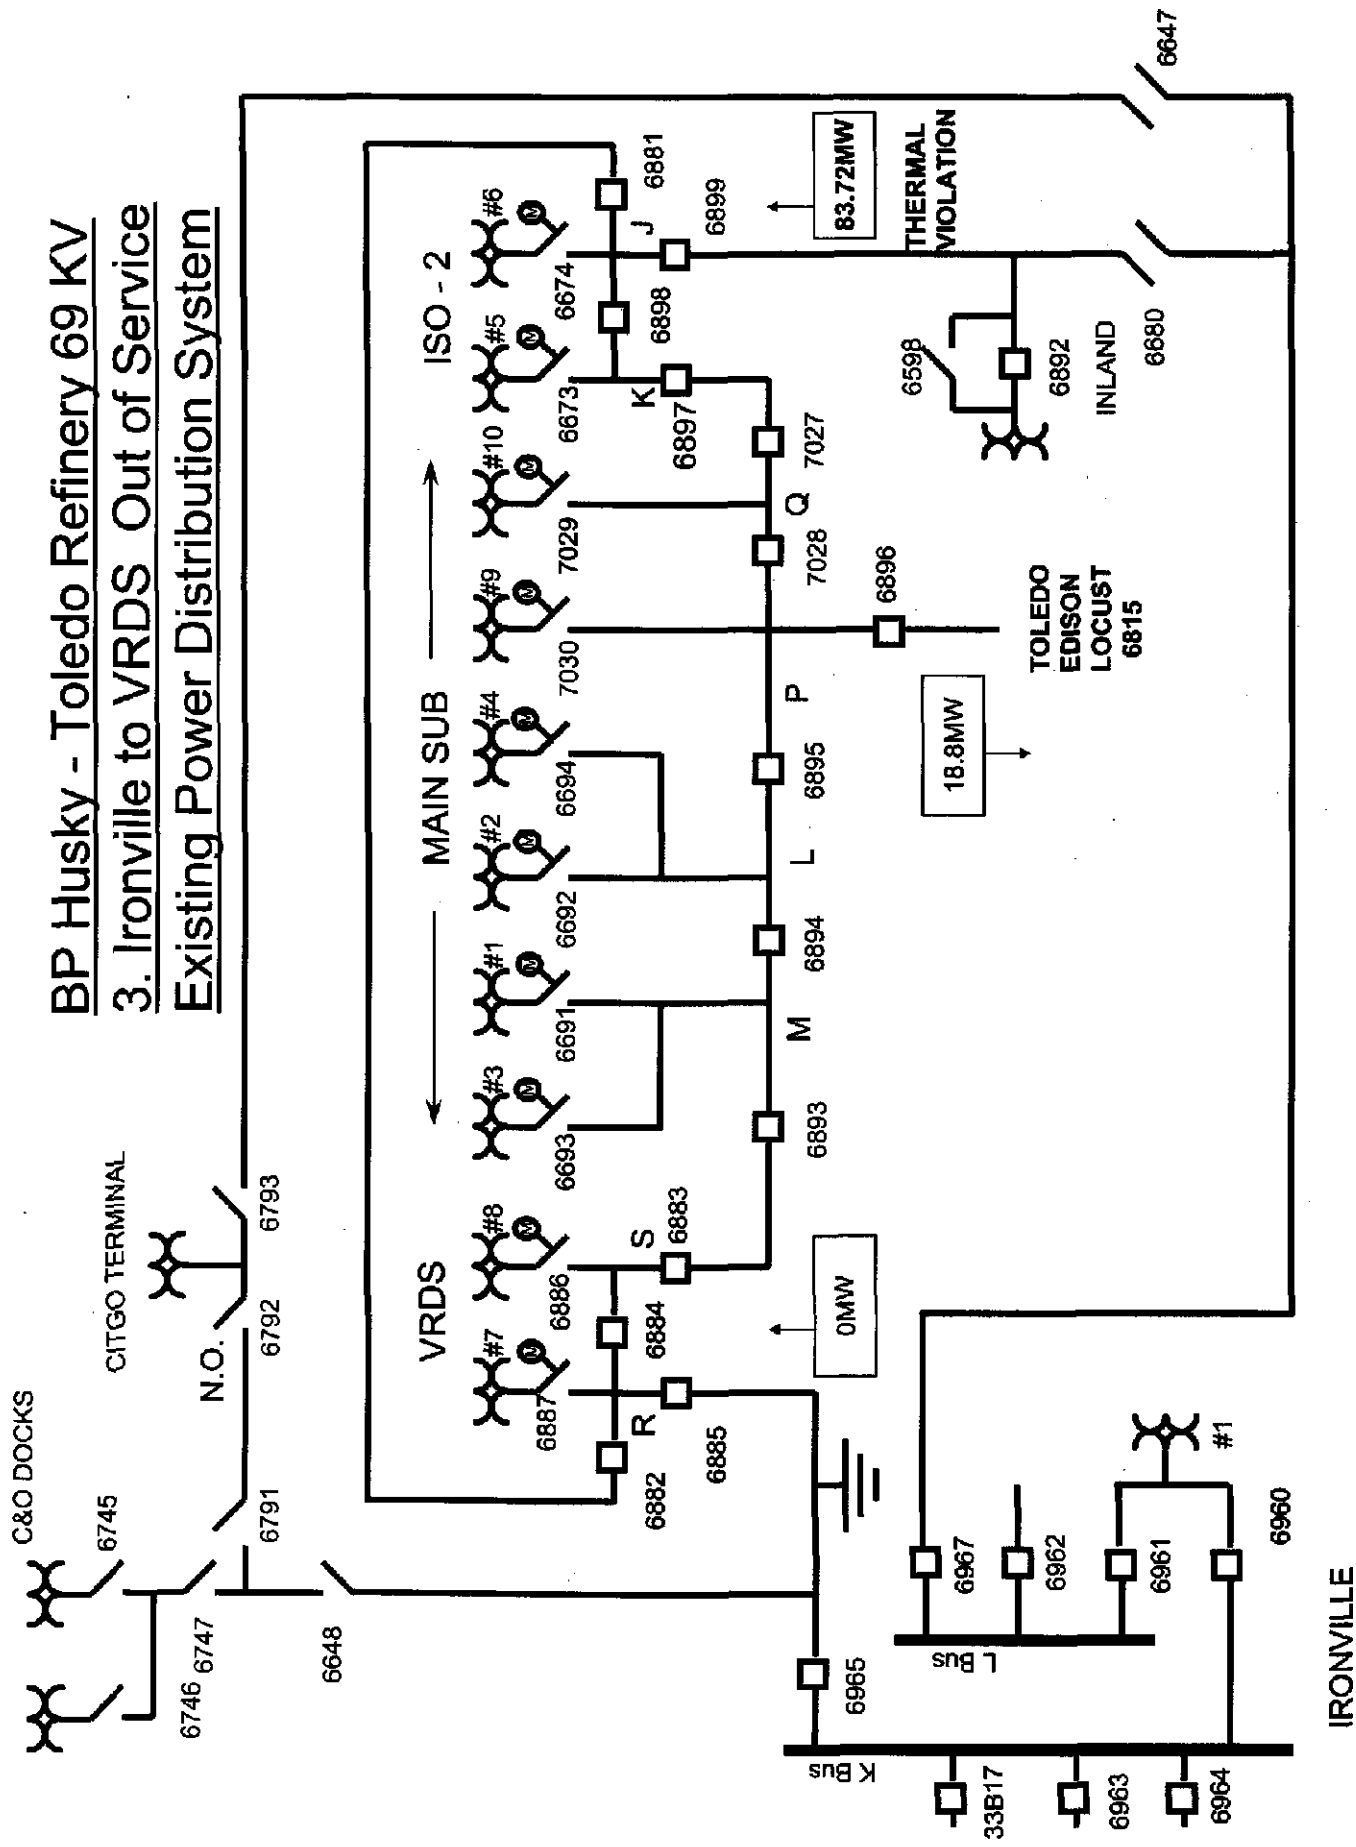 BP Husky - Toledo Refinery 69 KV
3. Ironville to VRDS Out of Service
Existing Power Distribution System
C&O DOCKS
6745
6746
6747
6648
6791
N.O.
6792
CITGO TERMINAL
6793
VRDS
MAIN SUB
ISO - 2
#7
M
6887
#8
M
6886
#3
M
6693
#1
M
6691
#2
M
6692
#4
M
6694
#9
M
7030
#10
M
7029
#5
M
6673
#6
M
6674
6882
R
6885
6884
S
6883
6893
M
6894
L
6895
P
7028
Q
7027
K
6897
6898
J
6899
6881
6896
TOLEDO
EDISON
LOCUST
6815
18.8MW
0MW
83.72MW
THERMAL
VIOLATION
6598
6892
INLAND
6680
6647
6965
K Bus
33B17
6963
6964
L Bus
6967
6962
6961
6960
#1
IRONVILLE